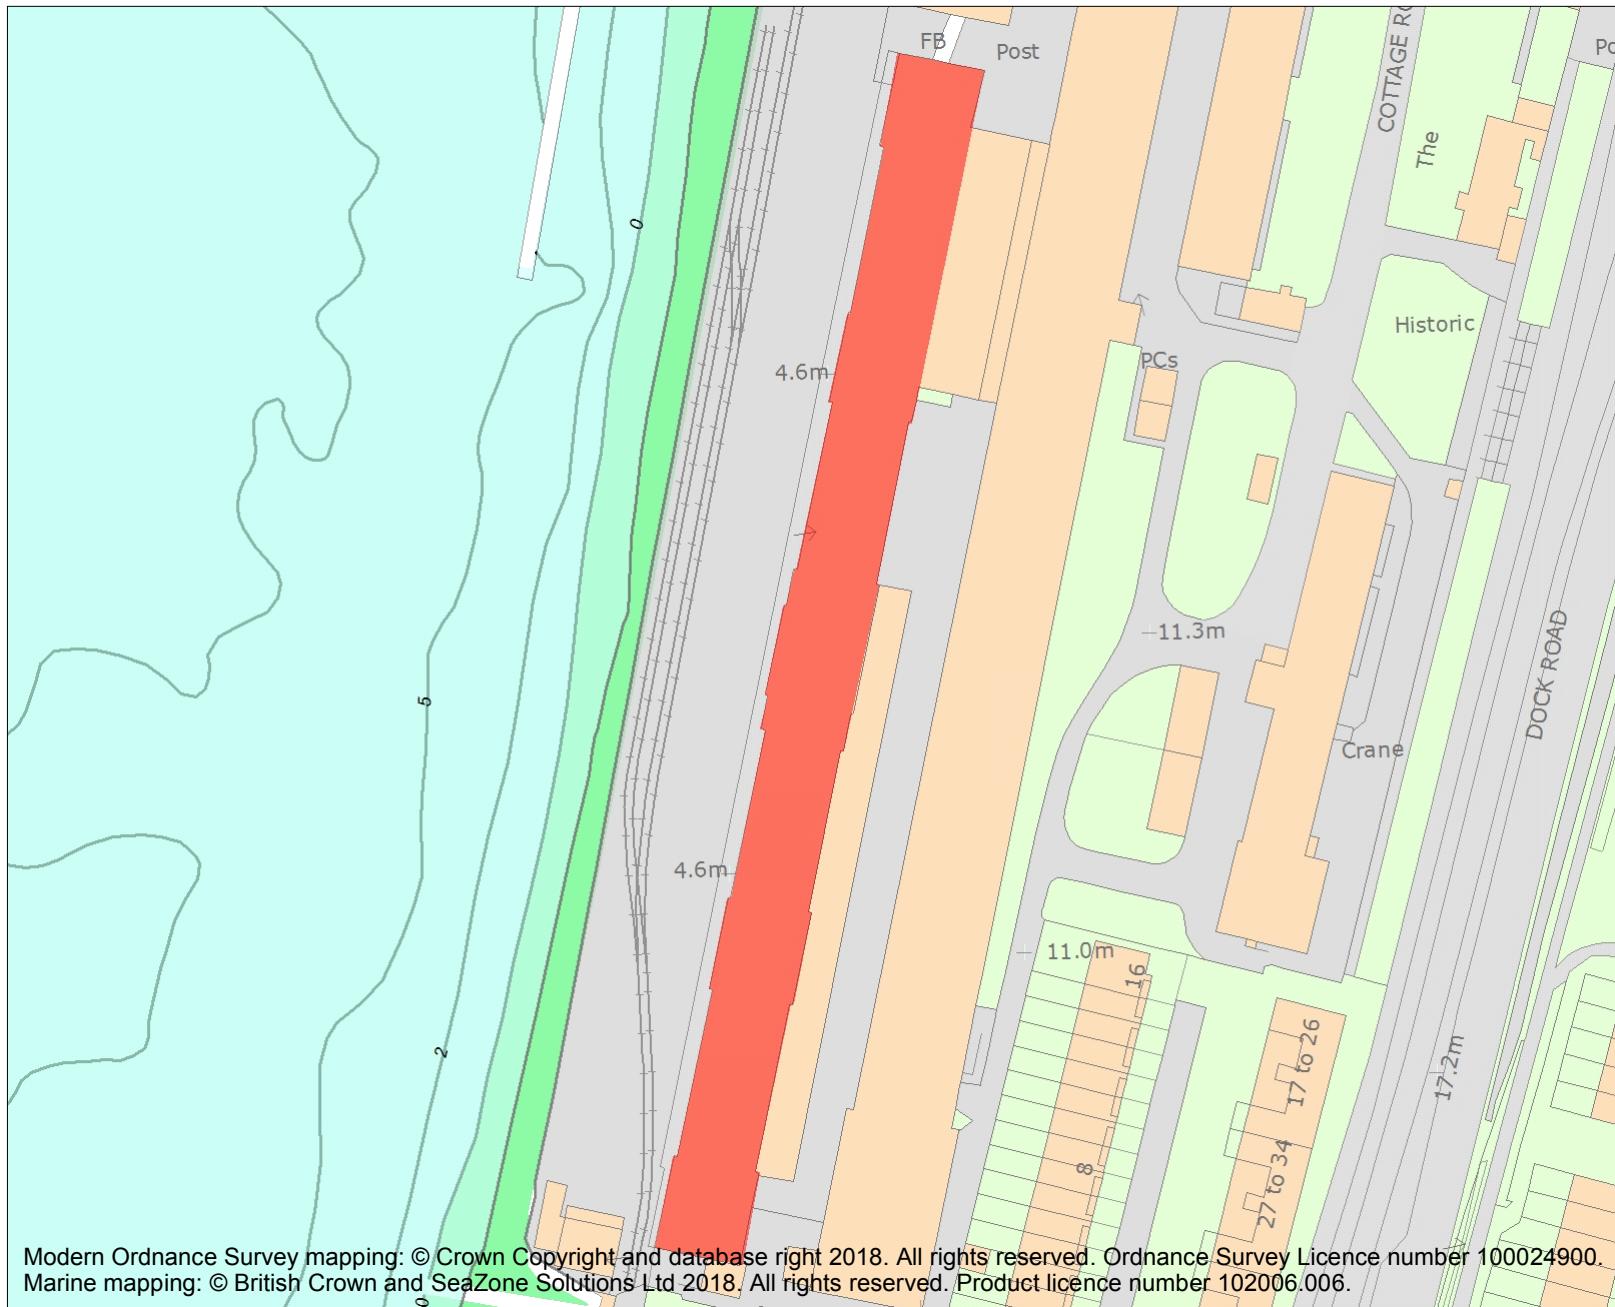 FB
Post
COTTAGE RO
Po
The
0
Historic
PCs
4.6m
11.3m
DOCK ROAD
5
Crane
4.6m
11.0m
16
2
17 to 26
17.2m
8
27 to 34
Modern Ordnance Survey mapping: © Crown Copyright and database right 2018. All rights reserved. Ordnance Survey Licence number 100024900.
Marine mapping: © British Crown and SeaZone Solutions Ltd 2018. All rights reserved. Product licence number 102006.006.
0